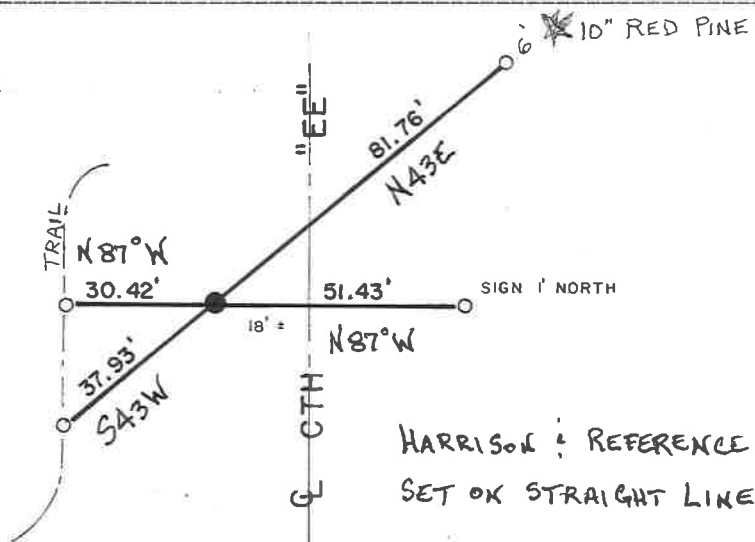 6' 10" RED PINE
"EE"
81.76'
N43E
TRAIL
N87°W
30.42'
51.43'
SIGN 1' NORTH
18' ±
N87°W
37.93'
S43W
CTH
℄
HARRISON & REFERENCE
SET ON STRAIGHT LINE